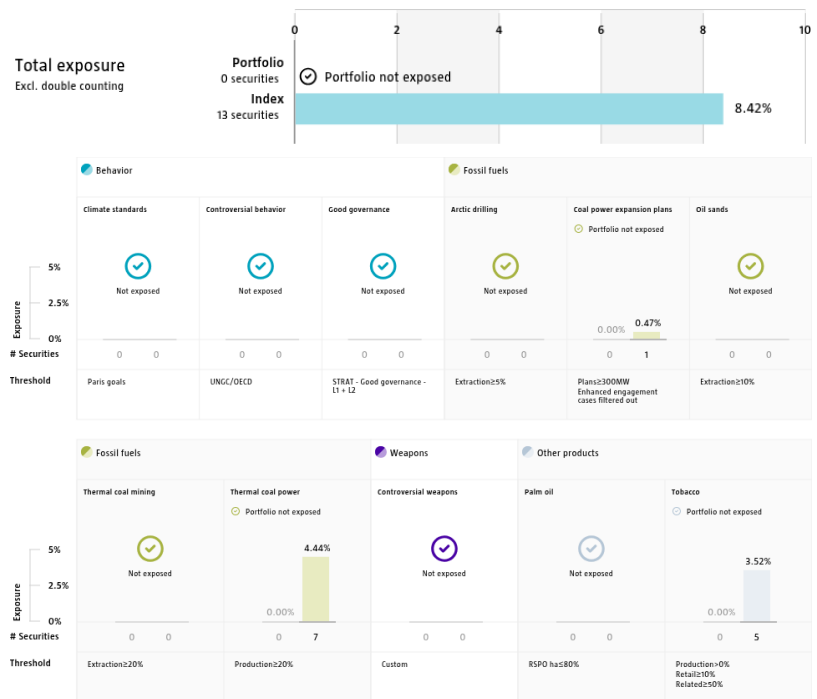 0 2 4 6 8 10
Total exposure
Excl. double counting
Portfolio
0 securities
Portfolio not exposed
Index
13 securities
8.42%
Behavior
Fossil fuels
Climate standards
Controversial behavior
Good governance
Arctic drilling
Coal power expansion plans
Oil sands
Portfolio not exposed
Not exposed
Not exposed
Not exposed
Not exposed
Not exposed
Exposure
5%
2.5%
0%
0.00% 0.47%
# Securities 0 0 0 0 0 0 0 0 0 1 0 0
Threshold
Paris goals
UNGC/OECD
STRAT - Good governance -
L1 + L2
Extraction≥5%
Plans≥300MW
Enhanced engagement
cases filtered out
Extraction≥10%
Fossil fuels
Weapons
Other products
Thermal coal mining
Thermal coal power
Controversial weapons
Palm oil
Tobacco
Portfolio not exposed
Portfolio not exposed
Not exposed
Not exposed
Not exposed
Exposure
5%
2.5%
0%
0.00% 4.44%
0.00% 3.52%
# Securities 0 0 0 7 0 0 0 0 0 5
Threshold
Extraction≥20%
Production≥20%
Custom
RSPO ha≤80%
Production>0%
Retail≥10%
Related≥50%